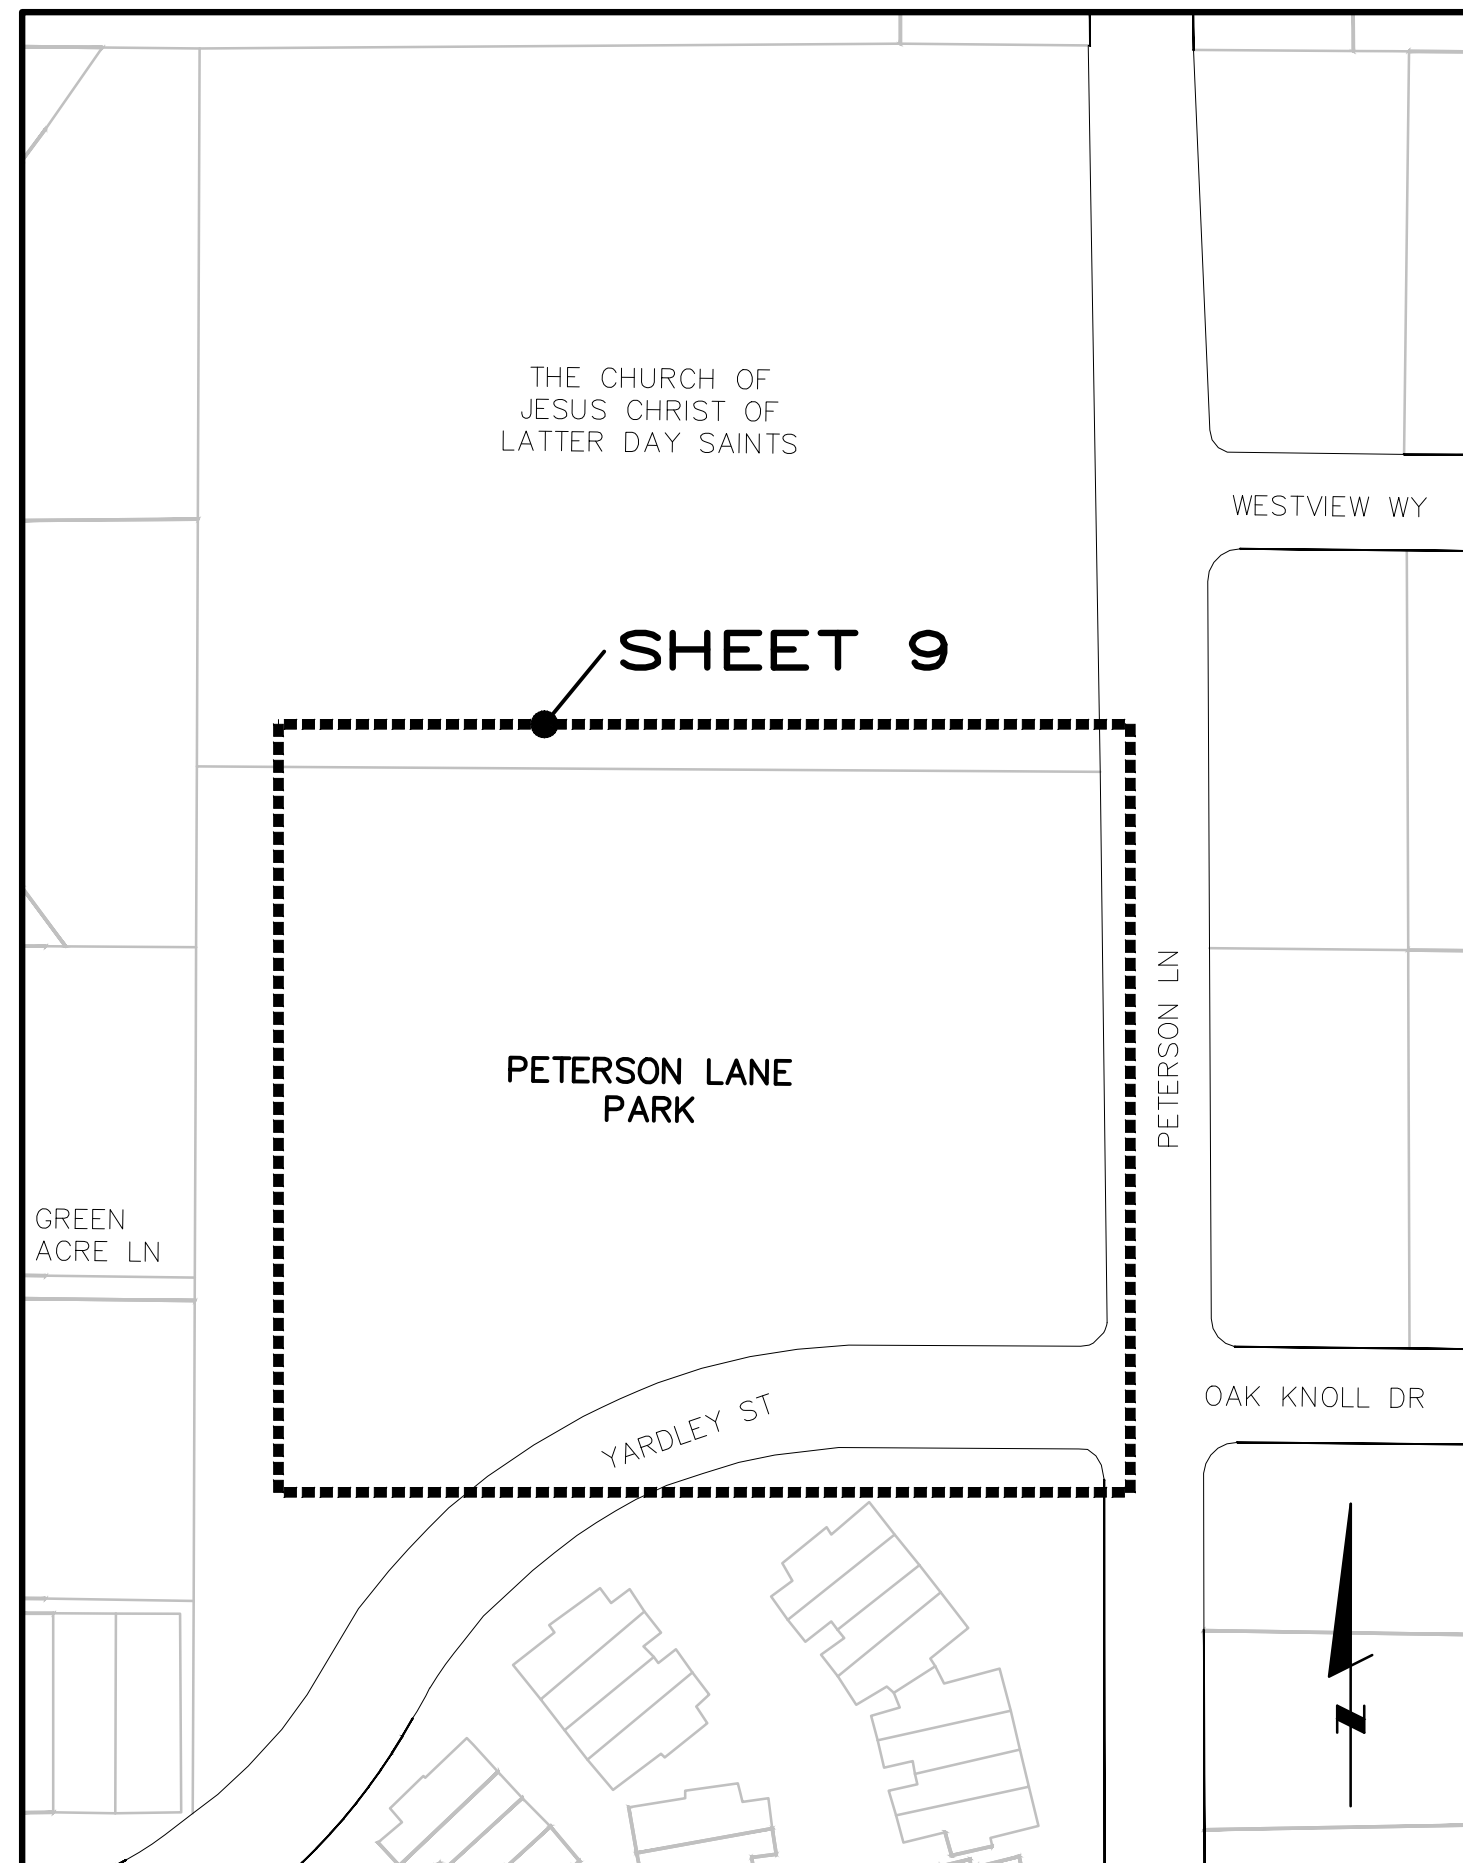 THE CHURCH OF
JESUS CHRIST OF
LATTER DAY SAINTS
WESTVIEW WY
SHEET 9
PETERSON LN
PETERSON LANE
PARK
GREEN
ACRE LN
YARDLEY ST
OAK KNOLL DR
N